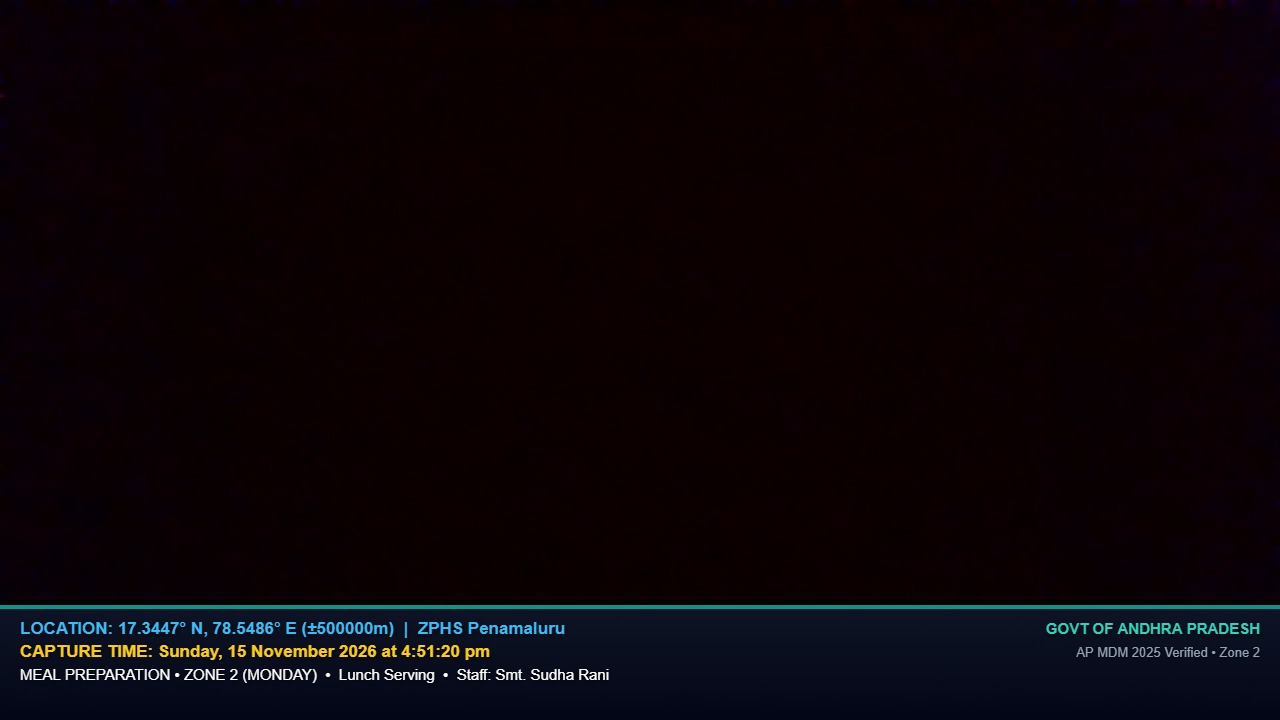 LOCATION: 17.3447° N, 78.5486° E (±500000m) | ZPHS Penamaluru
CAPTURE TIME: Sunday, 15 November 2026 at 4:51:20 pm
MEAL PREPARATION • ZONE 2 (MONDAY) • Lunch Serving • Staff: Smt. Sudha Rani
GOVT OF ANDHRA PRADESH
AP MDM 2025 Verified • Zone 2